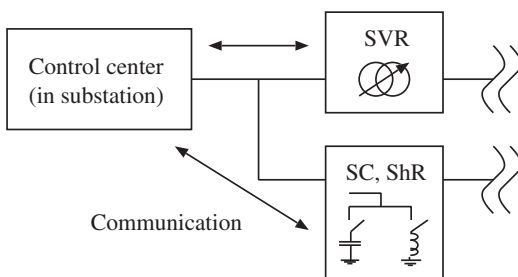 Control center
(in substation)
SVR
SC, ShR
Communication